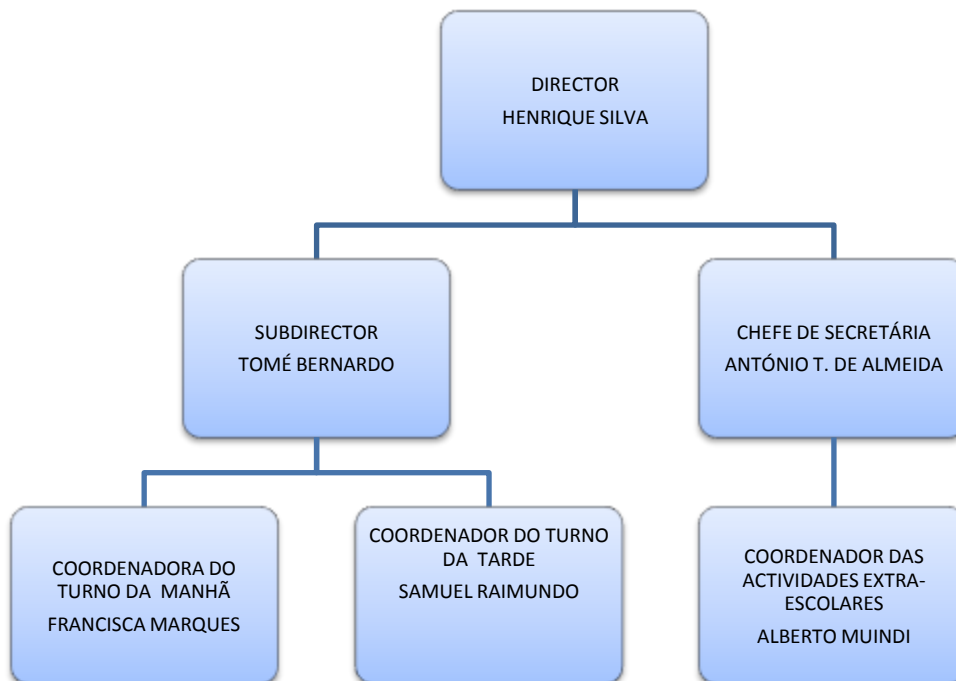 DIRECTOR
HENRIQUE SILVA
SUBDIRECTOR
TOMÉ BERNARDO
CHEFE DE SECRETÁRIA
ANTÓNIO T. DE ALMEIDA
COORDENADORA DO
TURNO DA MANHÃ
FRANCISCA MARQUES
COORDENADOR DO TURNO
DA TARDE
SAMUEL RAIMUNDO
COORDENADOR DAS
ACTIVIDADES EXTRA-
ESCOLARES
ALBERTO MUINDI